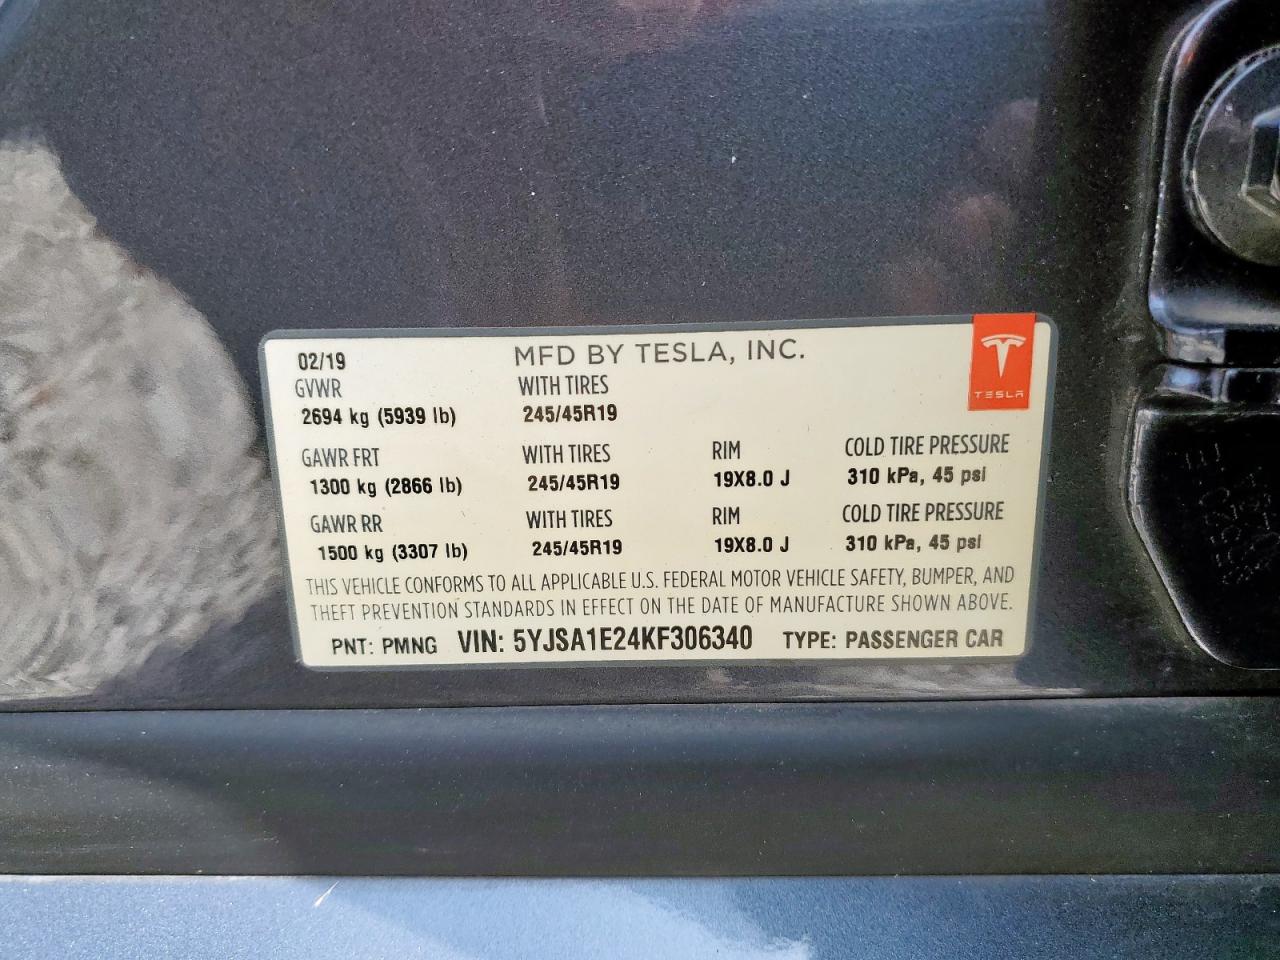 02/19 MFD BY TESLA, INC.
TESLA
GVWR WITH TIRES
2694 kg (5939 lb) 245/45R19
GAWR FRT WITH TIRES RIM COLD TIRE PRESSURE
1300 kg (2866 lb) 245/45R19 19X8.0 J 310 kPa, 45 psi
GAWR RR WITH TIRES RIM COLD TIRE PRESSURE
1500 kg (3307 lb) 245/45R19 19X8.0 J 310 kPa, 45 psi
THIS VEHICLE CONFORMS TO ALL APPLICABLE U.S. FEDERAL MOTOR VEHICLE SAFETY, BUMPER, AND
THEFT PREVENTION STANDARDS IN EFFECT ON THE DATE OF MANUFACTURE SHOWN ABOVE.
PNT: PMNG VIN: 5YJSA1E24KF306340 TYPE: PASSENGER CAR